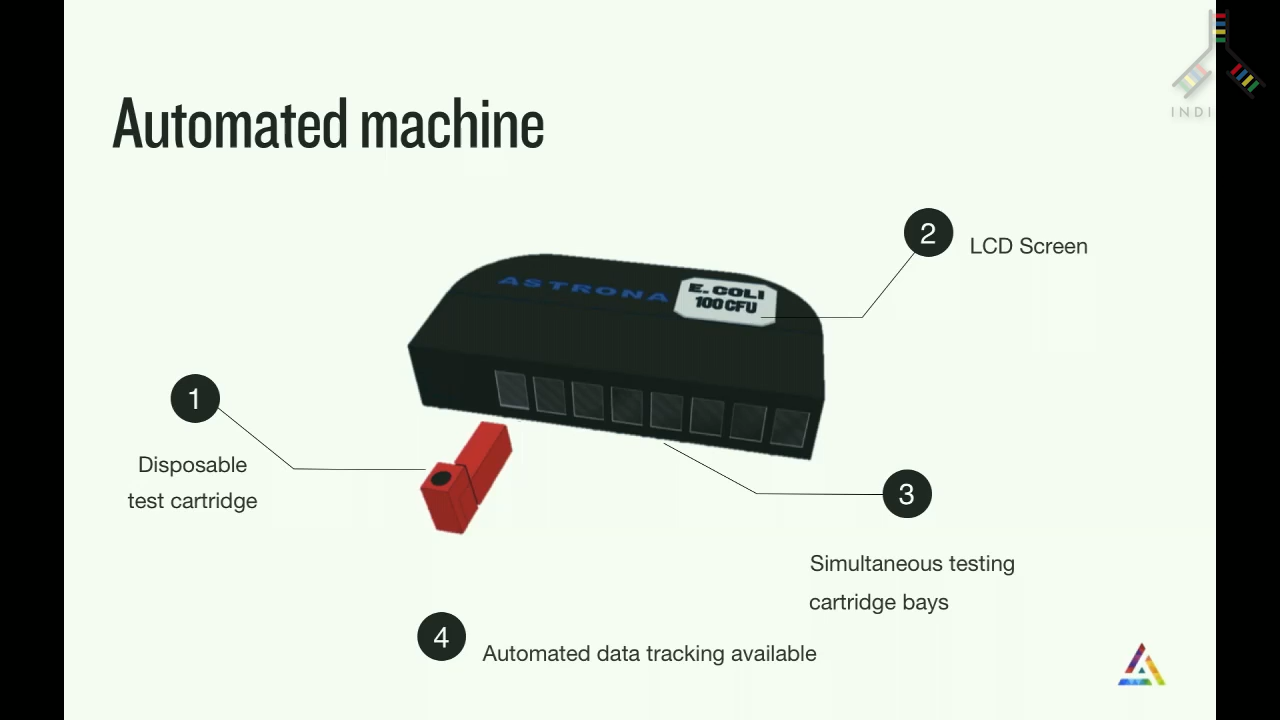 INDI
Automated machine
2
LCD Screen
ASTRONA
E. COLI
100 CFU
1
Disposable
test cartridge
3
Simultaneous testing
cartridge bays
4
Automated data tracking available